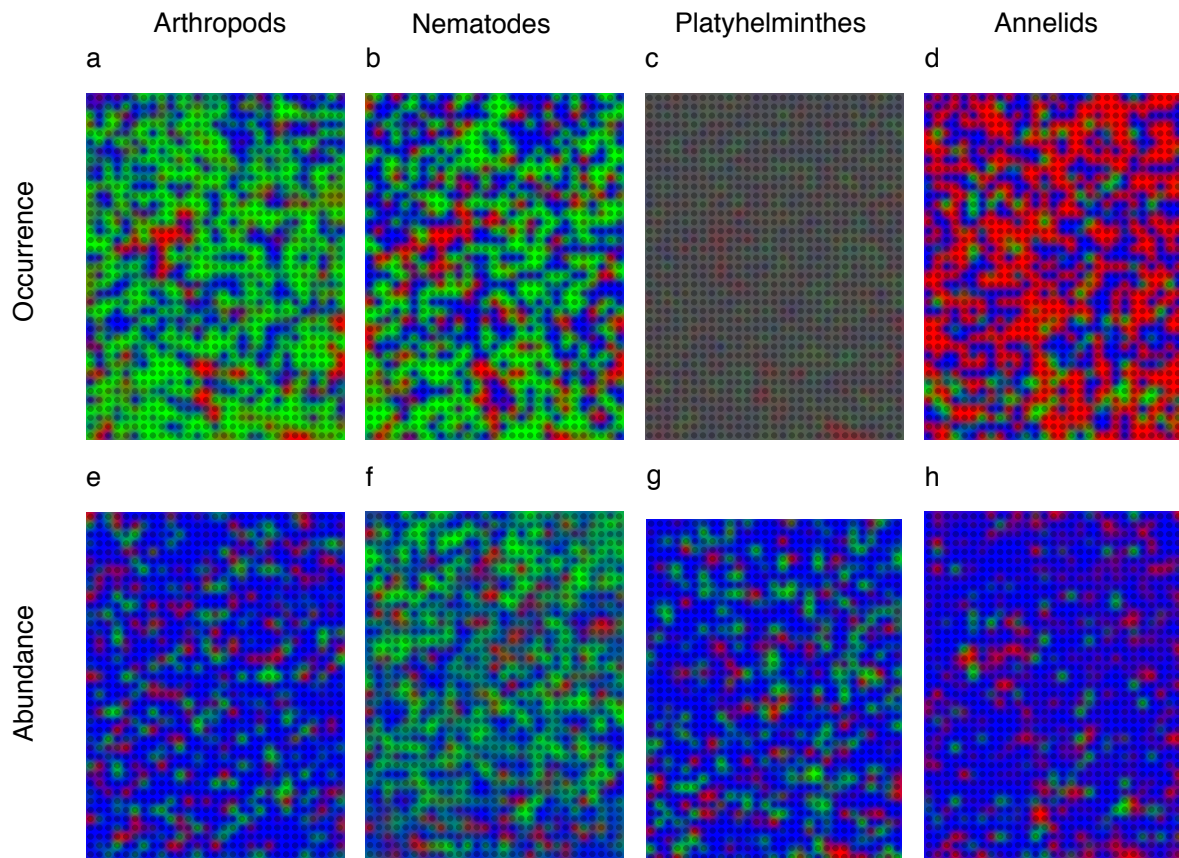 Arthropods Nematodes Platyhelminthes Annelids
a b c d
Occurrence
e f g h
Abundance